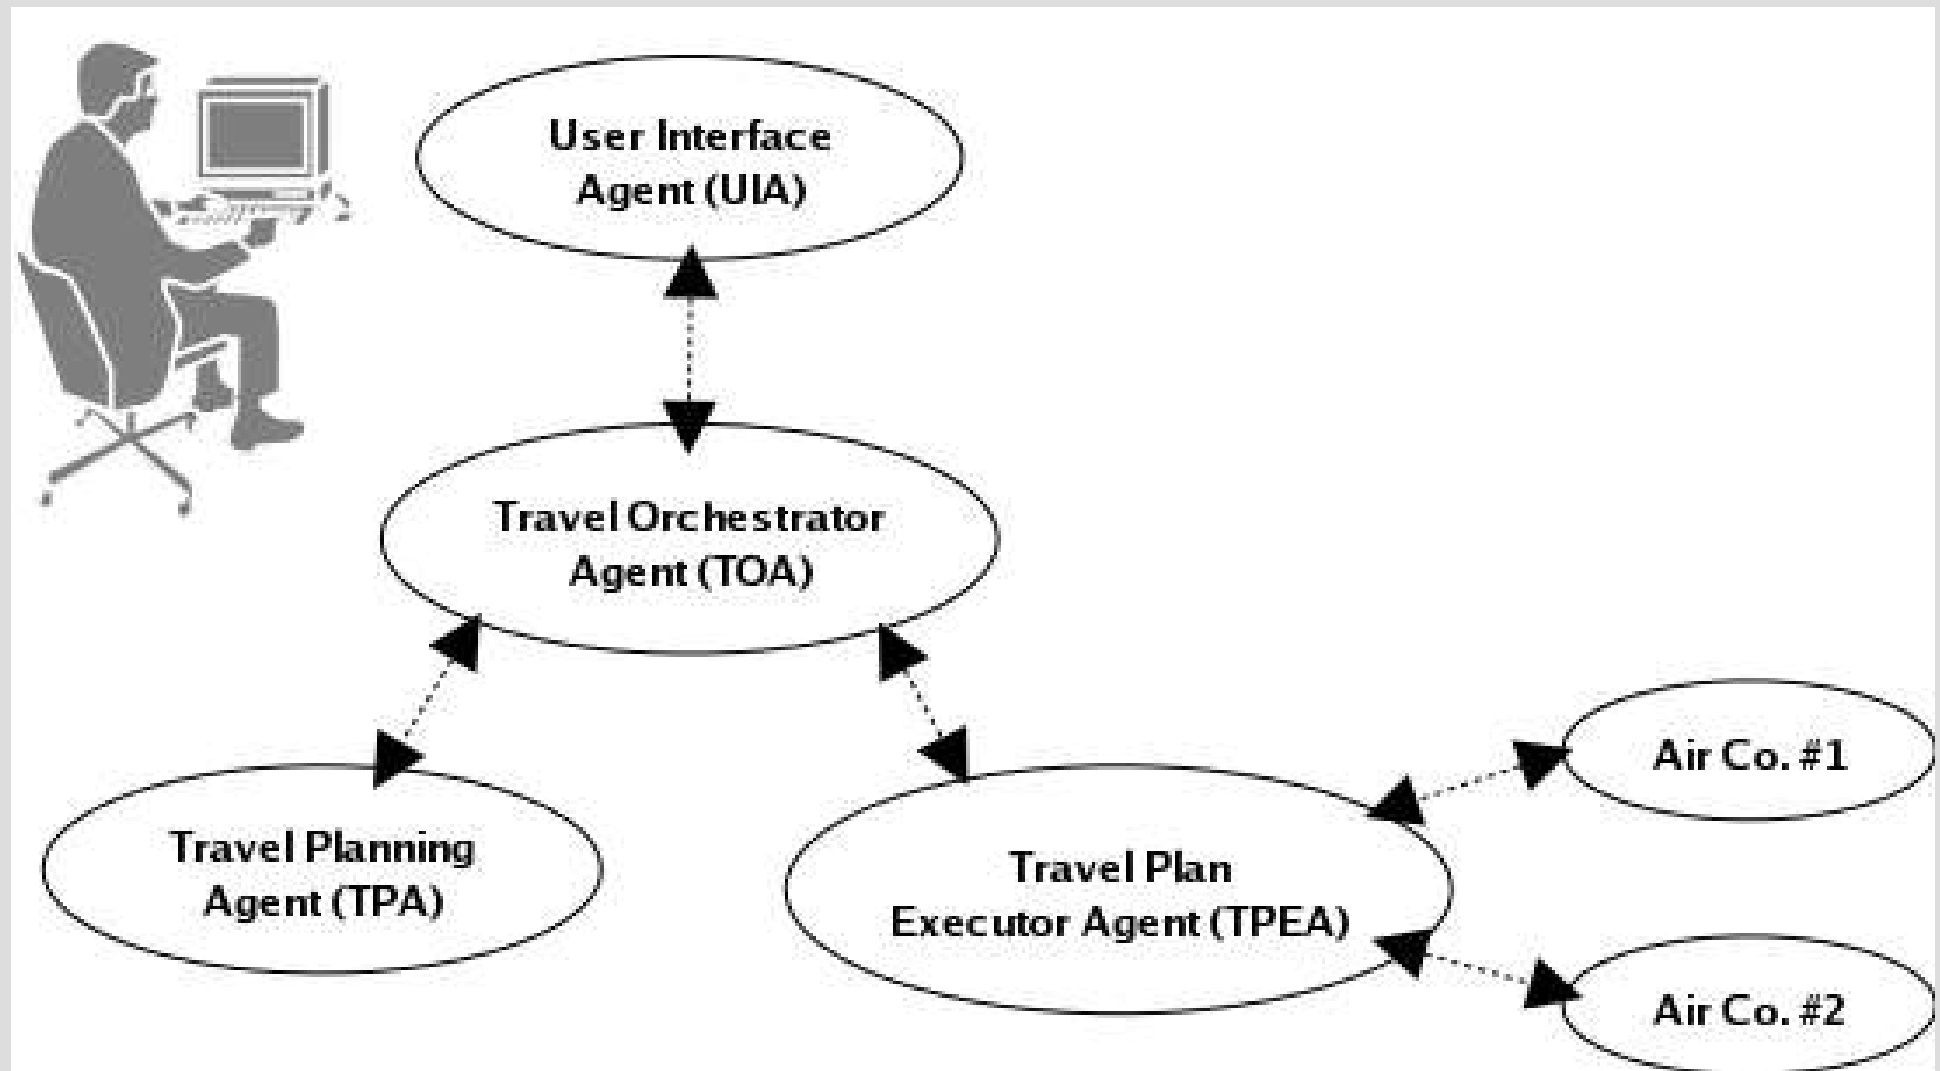 User Interface
Agent (UIA)
Travel Orchestrator
Agent (TOA)
Travel Planning
Agent (TPA)
Travel Plan
Executor Agent (TPEA)
Air Co. #1
Air Co. #2